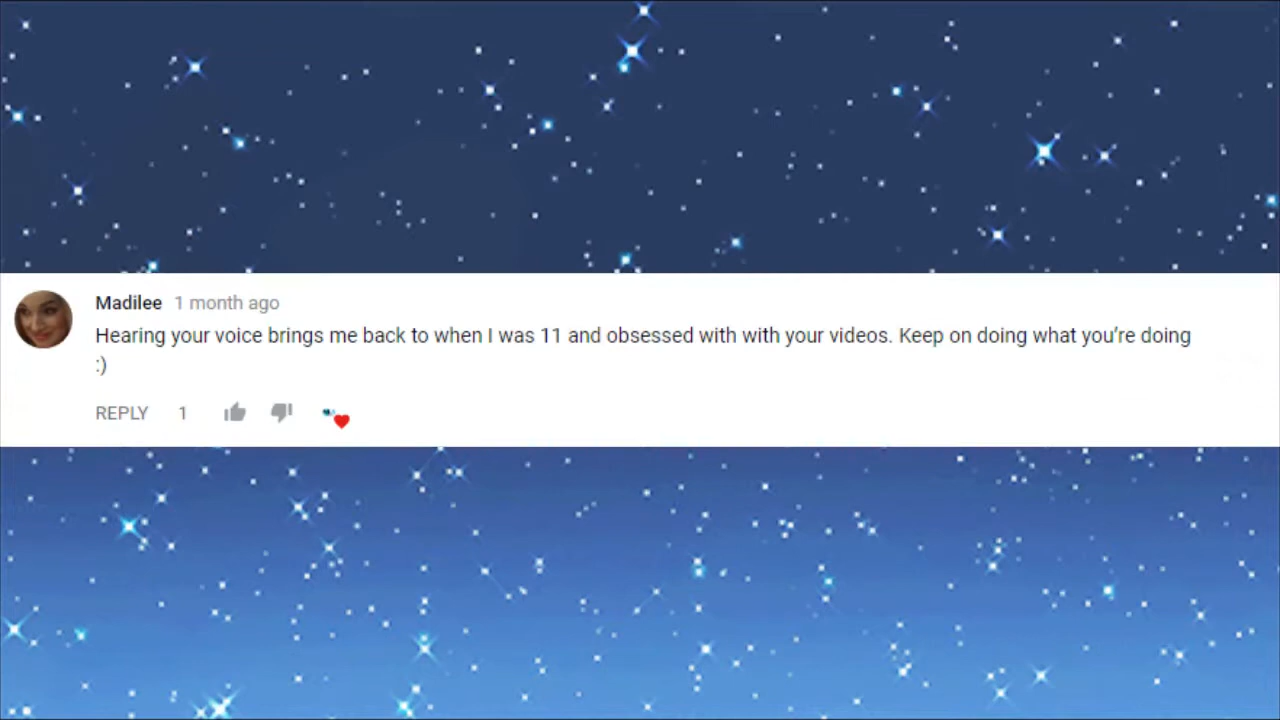 Madilee 1 month ago
Hearing your voice brings me back to when I was 11 and obsessed with with your videos. Keep on doing what you're doing
:)
REPLY 1